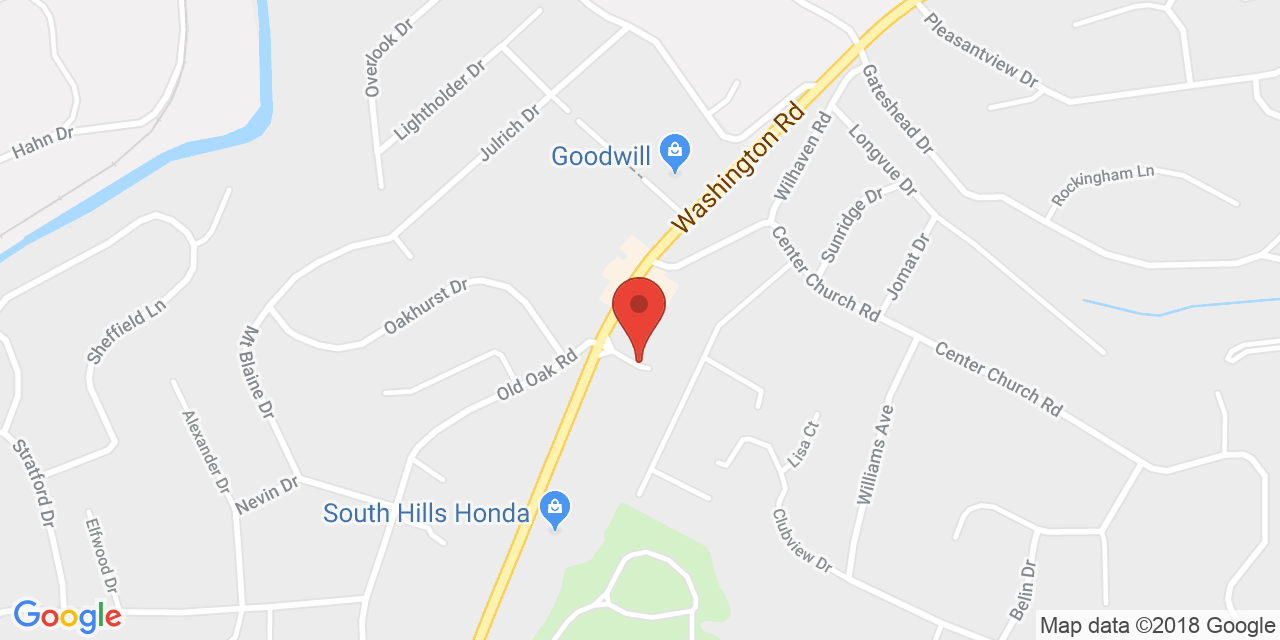 Pleasantview Dr
Overlook Dr
Lightholder Dr
Gateshead Dr
Hahn Dr
Julrich Dr
Washington Rd
Wilhaven Rd
Longvue Dr
Goodwill
Rockingham Ln
Sunridge Dr
Center Church Rd
Jomat Dr
Oakhurst Dr
Sheffield Ln
Mt Blaine Dr
Old Oak Rd
Center Church Rd
Alexander Dr
Williams Ave
Lisa Ct
Stratford Dr
Nevin Dr
South Hills Honda
Elfwood Dr
Clubview Dr
Belin Dr
Google
Map data ©2018 Google